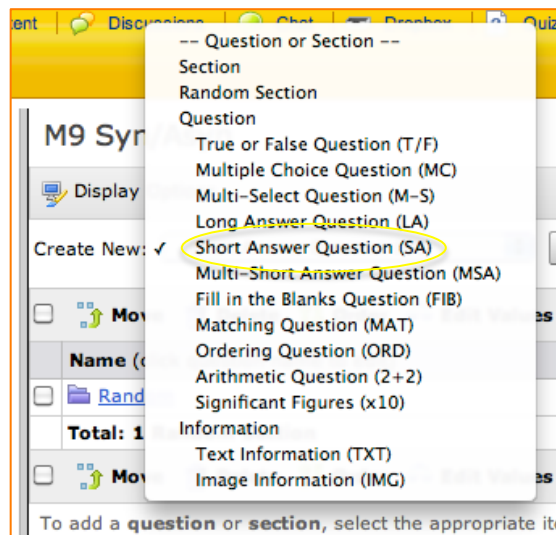 ent Discussions Chat Dropbox Quiz
-- Question or Section --
Section
Random Section
Question
True or False Question (T/F)
Multiple Choice Question (MC)
Multi-Select Question (M-S)
Long Answer Question (LA)
Short Answer Question (SA)
Multi-Short Answer Question (MSA)
Fill in the Blanks Question (FIB)
Matching Question (MAT)
Ordering Question (ORD)
Arithmetic Question (2+2)
Significant Figures (x10)
Information
Text Information (TXT)
Image Information (IMG)
M9 Syn
Display
Create New: ✓
Move Edit Values
Name (
Rand
Total: 1
Move Edit Values
To add a question or section, select the appropriate ite